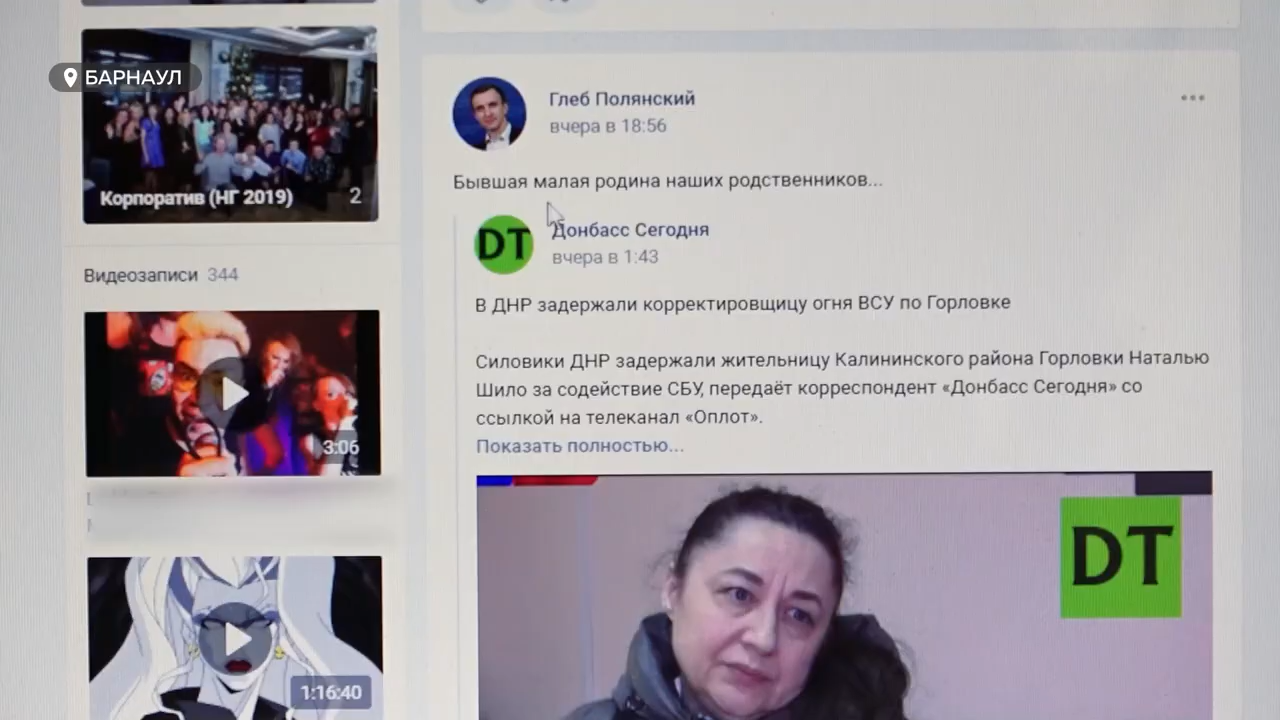 БАРНАУЛ
Корпоратив (НГ 2019)
2
Видеозаписи 344
3:06
1:16:40
Глеб Полянский
вчера в 18:56
Бывшая малая родина наших родственников...
DT
Донбасс Сегодня
вчера в 1:43
В ДНР задержали корректировщицу огня ВСУ по Горловке
Силовики ДНР задержали жительницу Калининского района Горловки Наталью
Шило за содействие СБУ, передаёт корреспондент «Донбасс Сегодня» со
ссылкой на телеканал «Оплот».
Показать полностью...
DT